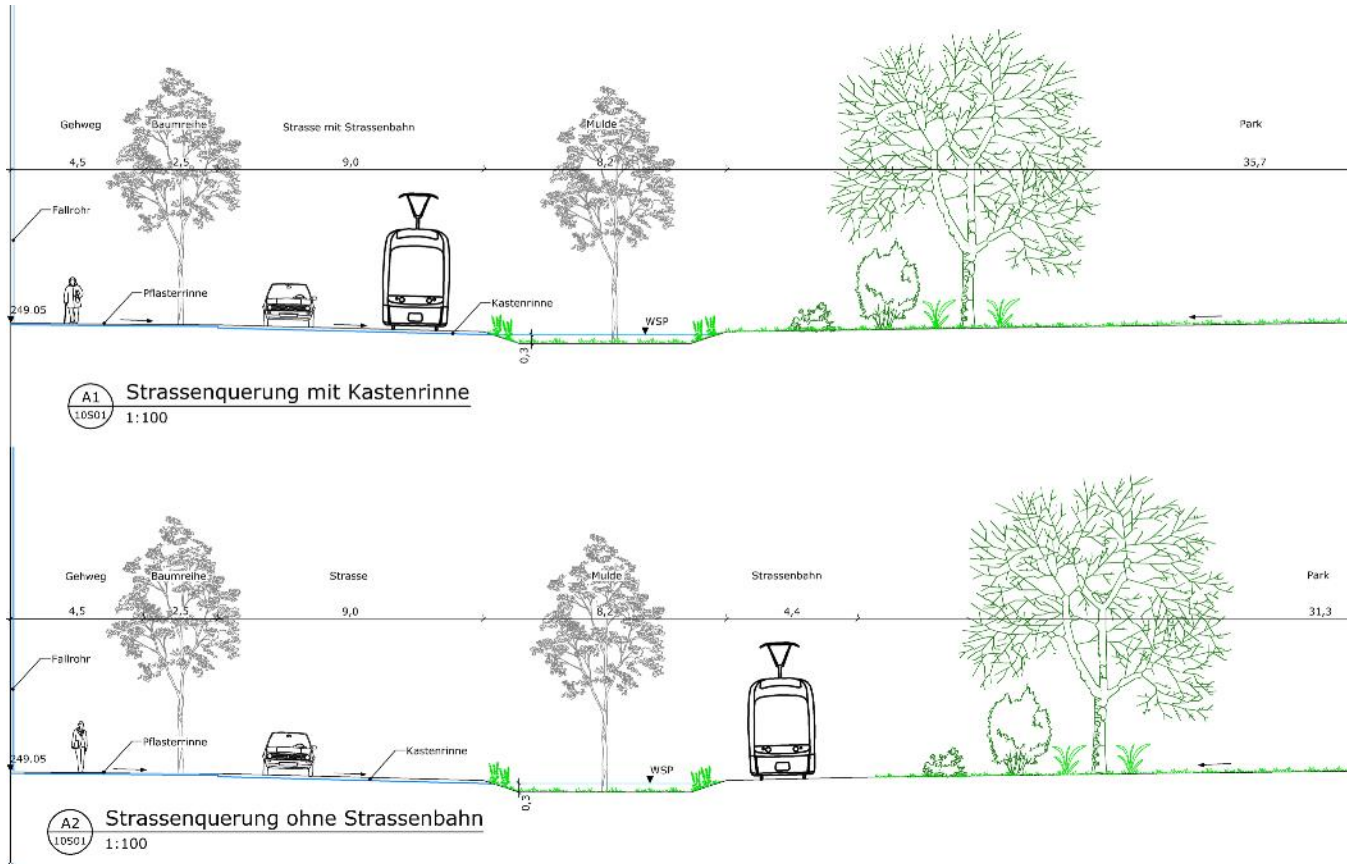 Gehweg Baumreihe Strasse mit Strassenbahn Mulde Park
4,5 2,5 9,0 8,2 35,7
Fallrohr
249.05
Pflasterrinne
Kastenrinne
WSP
0,3
A1
10S01
Strassenquerung mit Kastenrinne
1:100
Gehweg Baumreihe Strasse Mulde Strassenbahn Park
4,5 2,5 9,0 8,2 4,4 31,3
Fallrohr
249.05
Pflasterrinne
Kastenrinne
WSP
0,3
A2
10S01
Strassenquerung ohne Strassenbahn
1:100